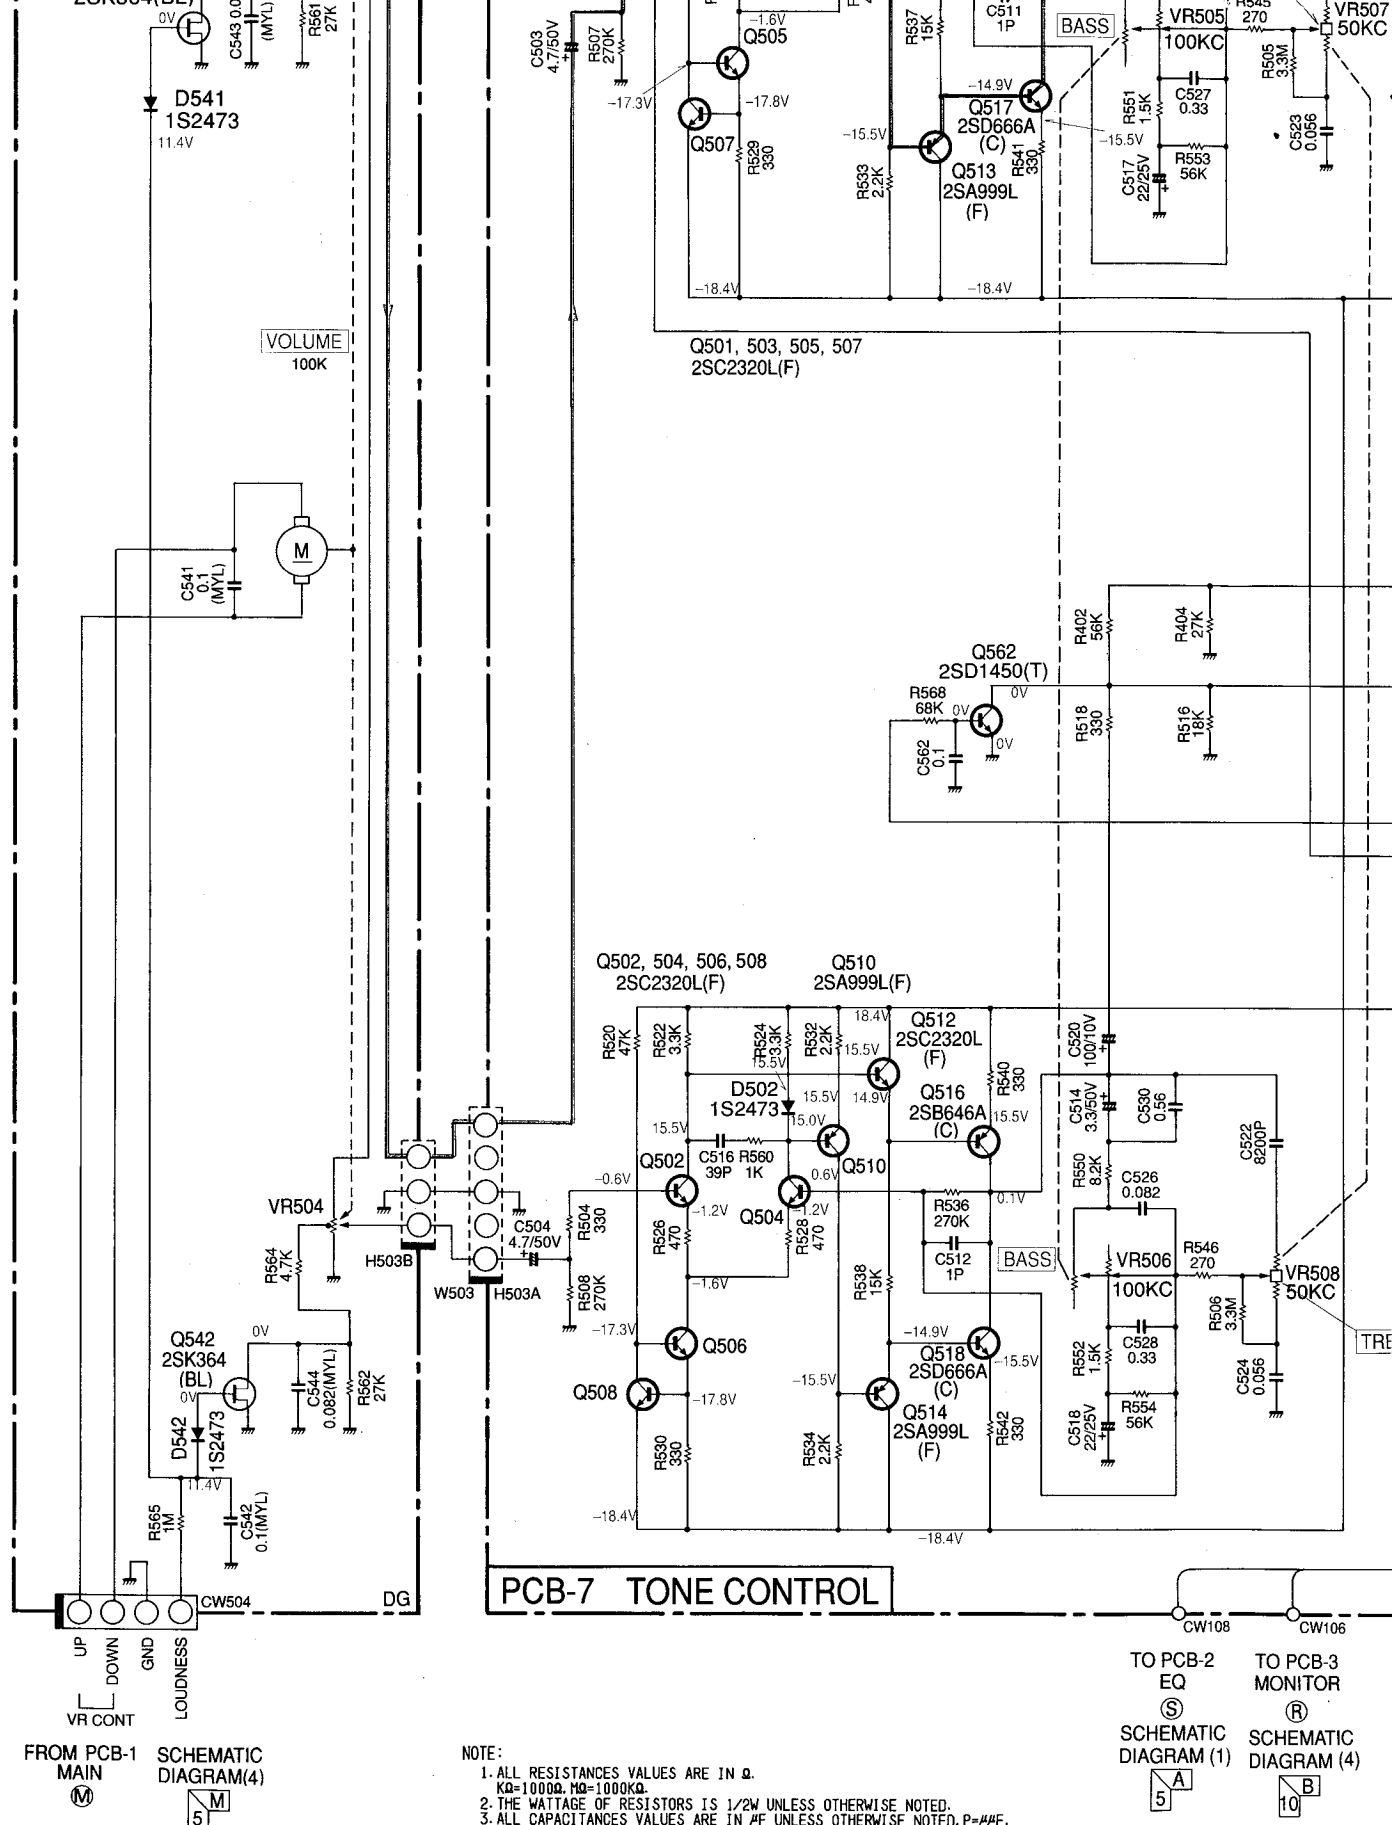 0V
C543 0.0
(MYL)
R561
27K
C503
4.7/50V
+
R507
270K
-1.6V
Q505
-17.3V
-17.8V
Q507
R529
330
-18.4V
R537
15K
C511
1P
-14.9V
Q517
2SD666A
(C)
-15.5V
-15.5V
R541
330
Q513
2SA999L
(F)
R533
2.2K
-18.4V
BASS
VR505
100KC
R545
270
VR507
50KC
R505
3.3M
C527
0.33
R551
1.5K
R553
56K
C517
22/25V
+
C523
0.056
D541
1S2473
11.4V
VOLUME
100K
Q501, 503, 505, 507
2SC2320L(F)
M
C541
0.1
(MYL)
R402
56K
R404
27K
Q562
2SD1450(T)
R568
68K
0V
0V
0V
C562
0.1
R518
330
R516
18K
Q502, 504, 506, 508
2SC2320L(F)
Q510
2SA999L(F)
R520
47K
R522
3.3K
R524
3.3K
15.5V
R532
2.2K
18.4V
15.5V
Q512
2SC2320L
(F)
R540
330
C520
100/10V
+
D502
1S2473
15.5V
15.0V
14.9V
Q516
2SB646A
(C)
15.5V
C514
3.3/50V
+
C530
0.56
C522
8200P
15.5V
C516
39P
R560
1K
Q510
Q502
-0.6V
-1.2V
Q504
-1.2V
0.6V
R536
270K
0.1V
R550
8.2K
C526
0.082
VR504
R564
4.7K
H503B
W503
H503A
C504
4.7/50V
+
R504
330
R508
270K
R526
470
R528
470
-1.6V
C512
1P
R538
15K
BASS
VR506
100KC
R546
270
VR508
50KC
R506
3.3M
TRE
-17.3V
Q506
Q508
-17.8V
-14.9V
Q518
2SD666A
(C)
-15.5V
-15.5V
Q514
2SA999L
(F)
R552
1.5K
C528
0.33
R554
56K
C518
22/25V
+
C524
0.056
R530
330
R534
2.2K
R542
330
-18.4V
-18.4V
Q542
2SK364
(BL)
0V
0V
C544
0.082(MYL)
R562
27K
D542
1S2473
11.4V
R565
1M
C542
0.1(MYL)
CW504
DG
PCB-7 TONE CONTROL
CW108
CW106
UP
DOWN
GND
LOUDNESS
VR CONT
FROM PCB-1
MAIN
M
SCHEMATIC
DIAGRAM(4)
M
5
TO PCB-2
EQ
S
SCHEMATIC
DIAGRAM (1)
A
5
TO PCB-3
MONITOR
R
SCHEMATIC
DIAGRAM (4)
B
10
NOTE:
1. ALL RESISTANCES VALUES ARE IN Ω.
KΩ=1000Ω. MΩ=1000KΩ.
2. THE WATTAGE OF RESISTORS IS 1/2W UNLESS OTHERWISE NOTED.
3. ALL CAPACITANCES VALUES ARE IN μF UNLESS OTHERWISE NOTED. P=μμF.